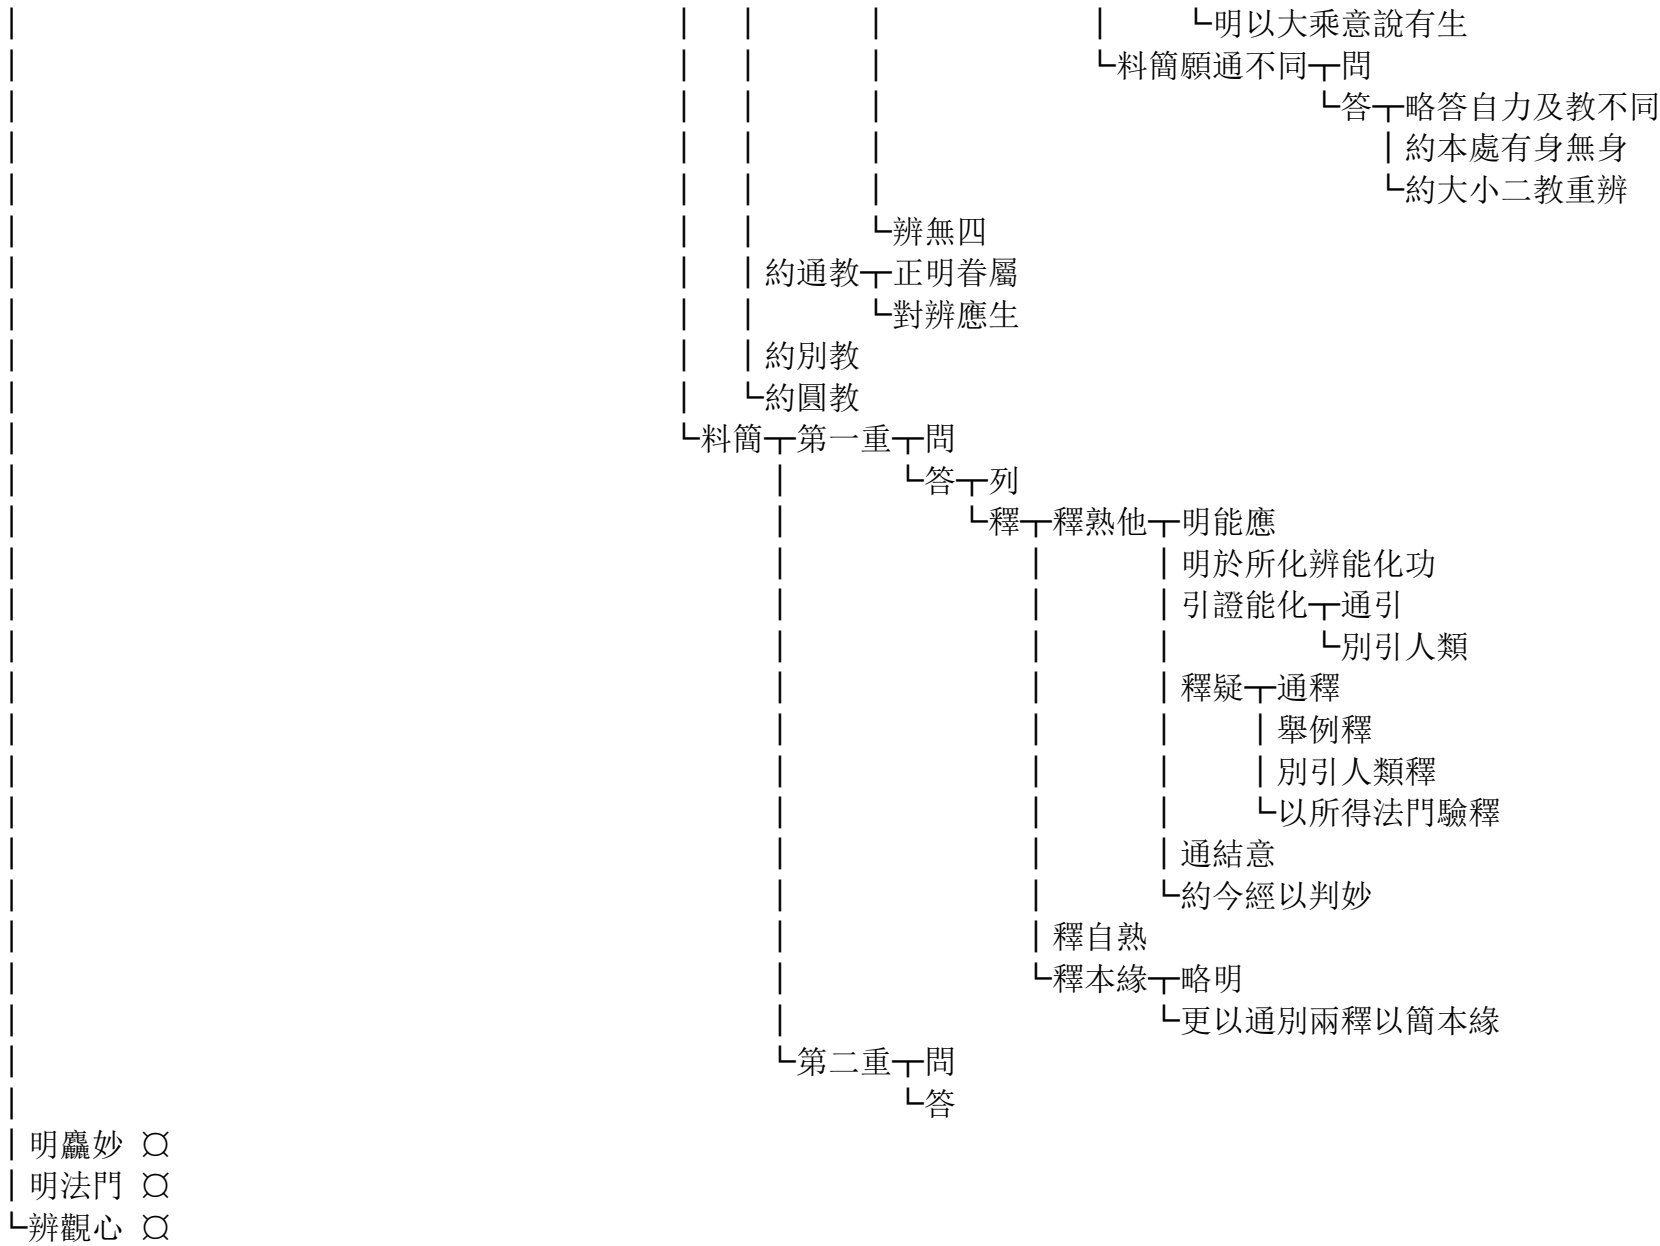 │ │ │ │ │ └明以大乘意說有生
│ │ │ │ └料簡願通不同┬問
│ │ │ │ └答┬略答自力及教不同
│ │ │ │ │約本處有身無身
│ │ │ │ └約大小二教重辨
│ │ │ └辨無四
│ │ │約通教┬正明眷屬
│ │ │ └對辨應生
│ │ │約別教
│ │ └約圓教
│ └料簡┬第一重┬問
│ │ └答┬列
│ │ └釋┬釋熟他┬明能應
│ │ │ │明於所化辨能化功
│ │ │ │引證能化┬通引
│ │ │ │ └別引人類
│ │ │ │釋疑┬通釋
│ │ │ │ │舉例釋
│ │ │ │ │別引人類釋
│ │ │ │ └以所得法門驗釋
│ │ │ │通結意
│ │ │ └約今經以判妙
│ │ │釋自熟
│ │ └釋本緣┬略明
│ │ └更以通別兩釋以簡本緣
│ └第二重┬問
│ └答
│明麤妙 ¤
│明法門 ¤
└辨觀心 ¤